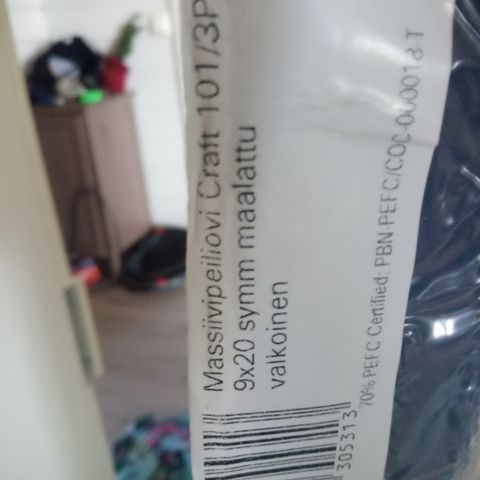 Massiivipeiliovi Craft 101/3P
9x20 symm maalattu
valkoinen
70% PEFC Certified: PBN-PEFC/COC-000018-T
305313